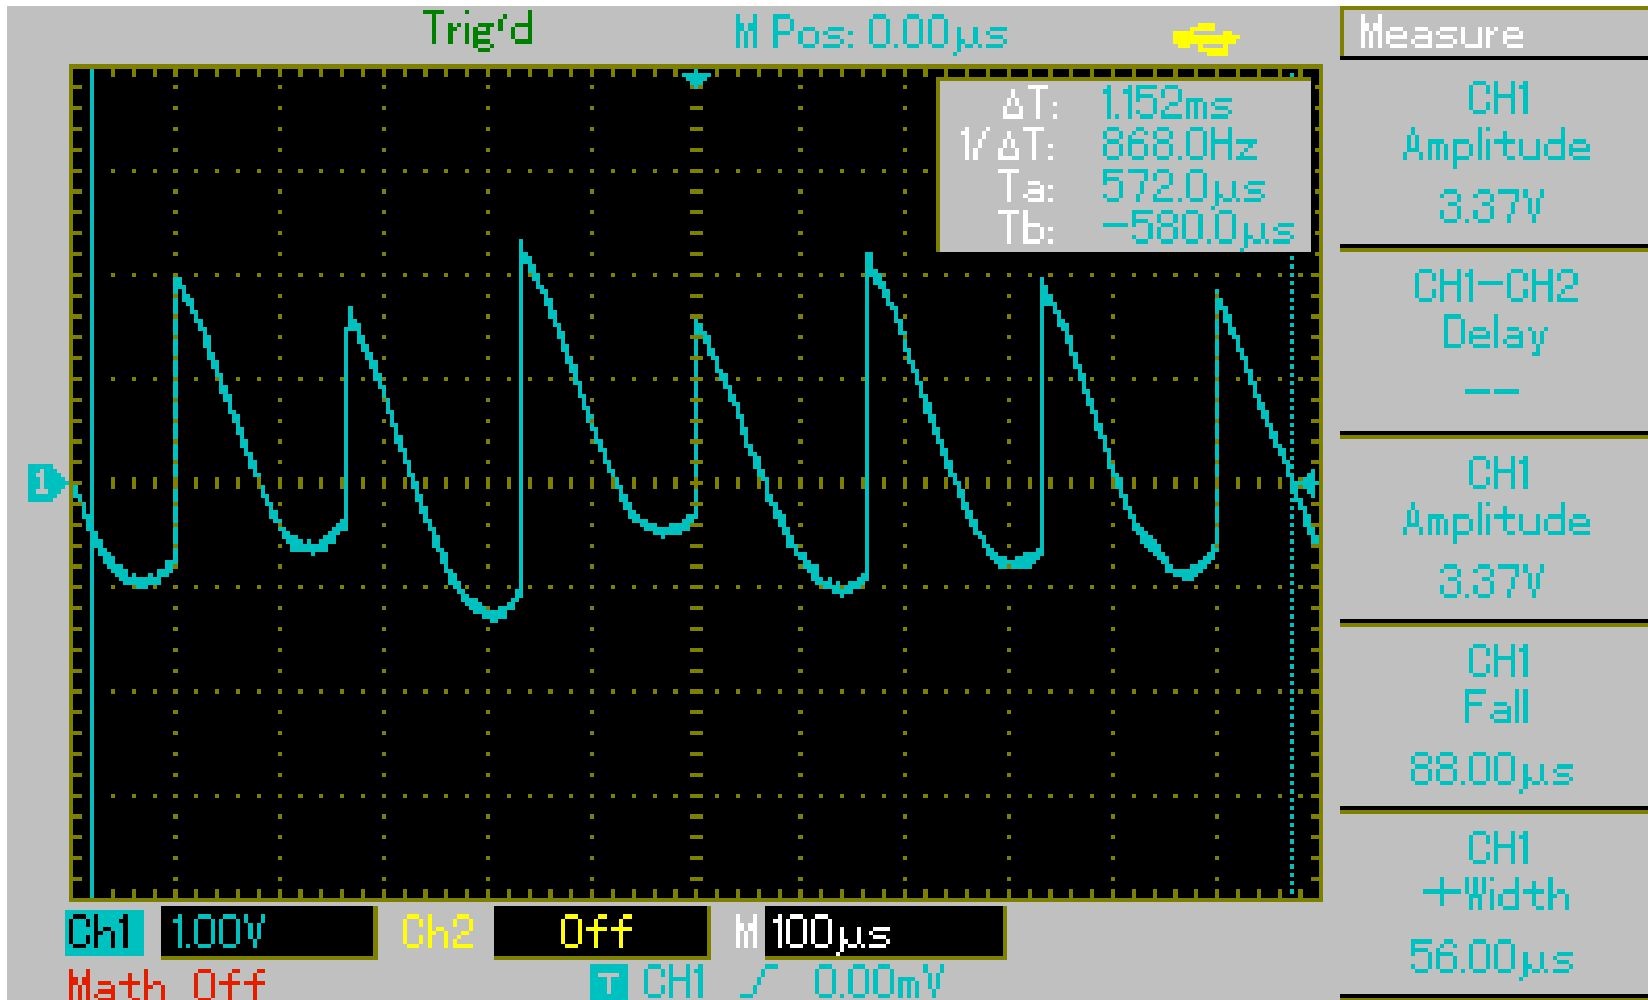 Trig'd M Pos: 0.00µs
Measure
ΔT: 1.152ms
1/ΔT: 868.0Hz
Ta: 572.0µs
Tb: -580.0µs
CH1
Amplitude
3.37V
CH1-CH2
Delay
--
CH1
Amplitude
3.37V
CH1
Fall
88.00µs
CH1
+Width
56.00µs
1
Ch1 1.00V Ch2 Off M 100µs
Math Off T CH1 0.00mV